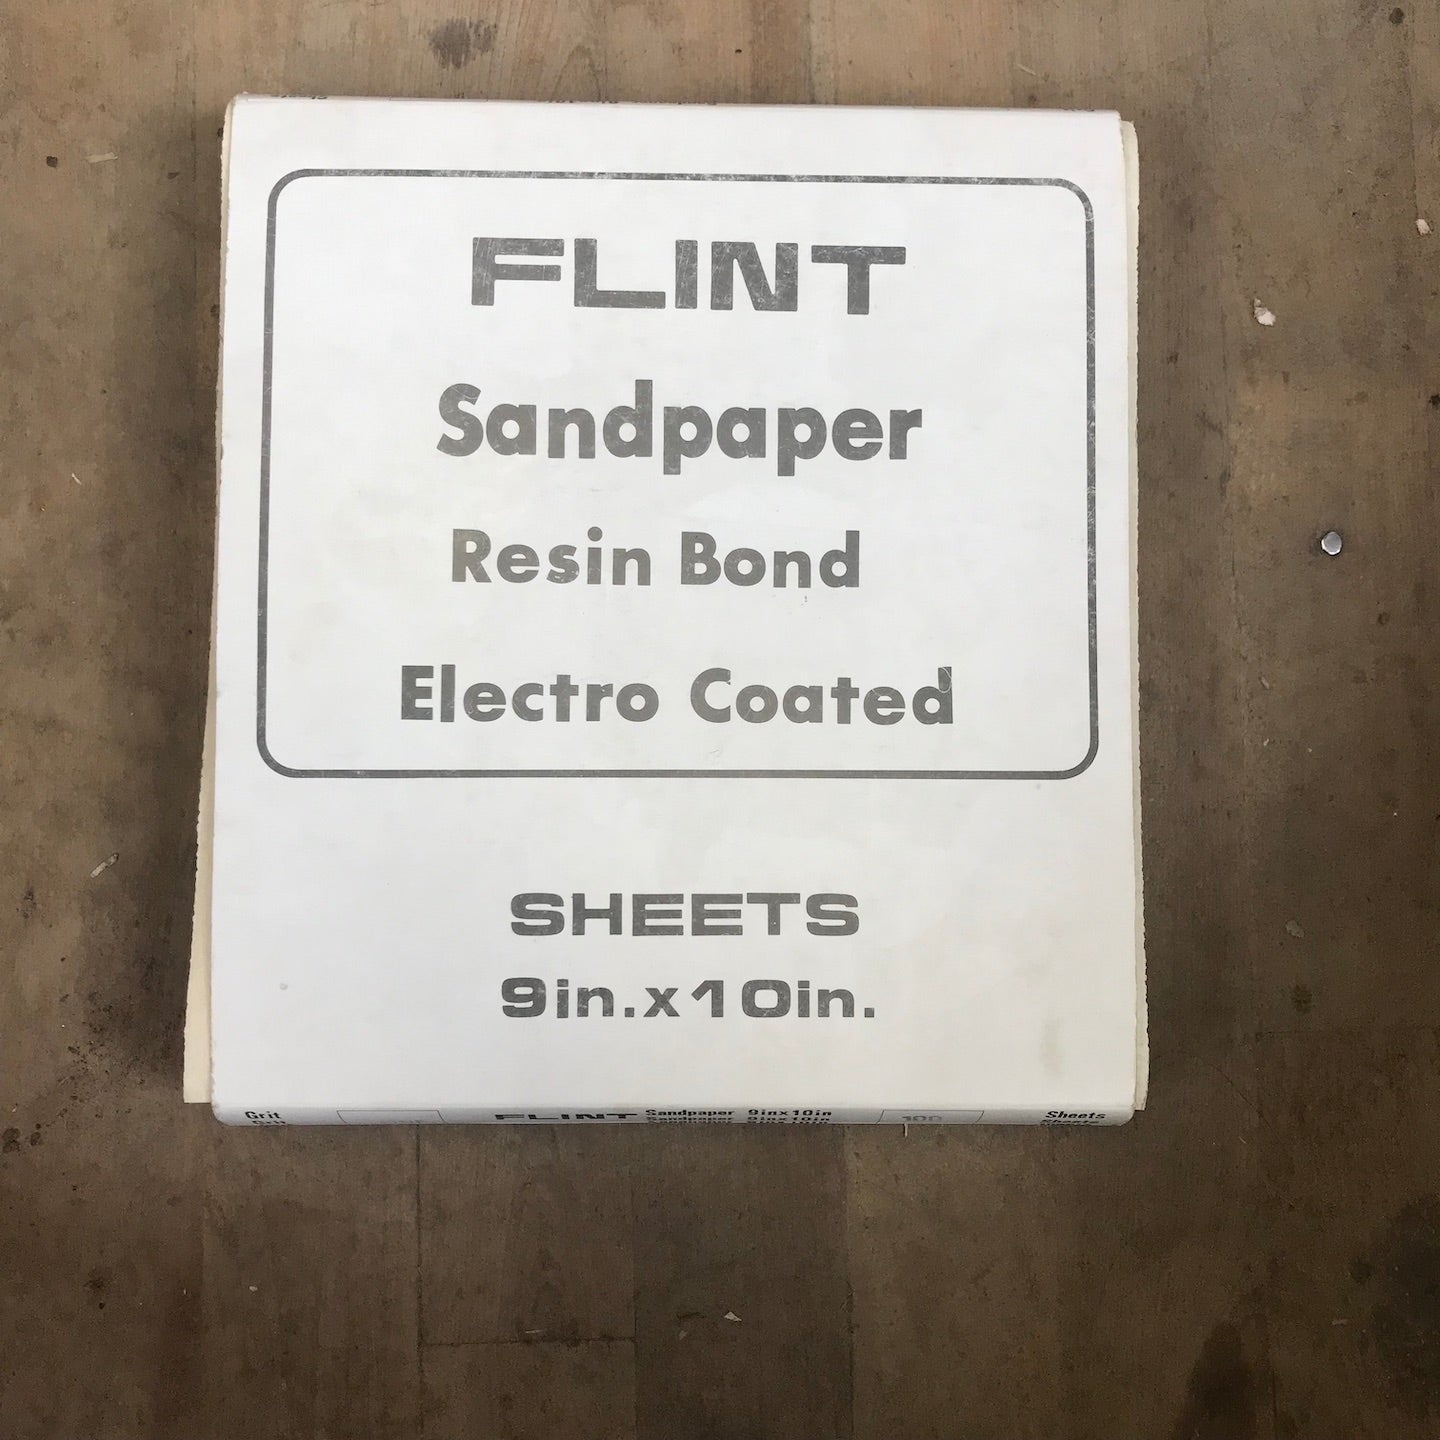 FLINT
Sandpaper
Resin Bond
Electro Coated
SHEETS
9in.x10in.
Grit FLINT Sandpaper 9inx10in 100 Sheets